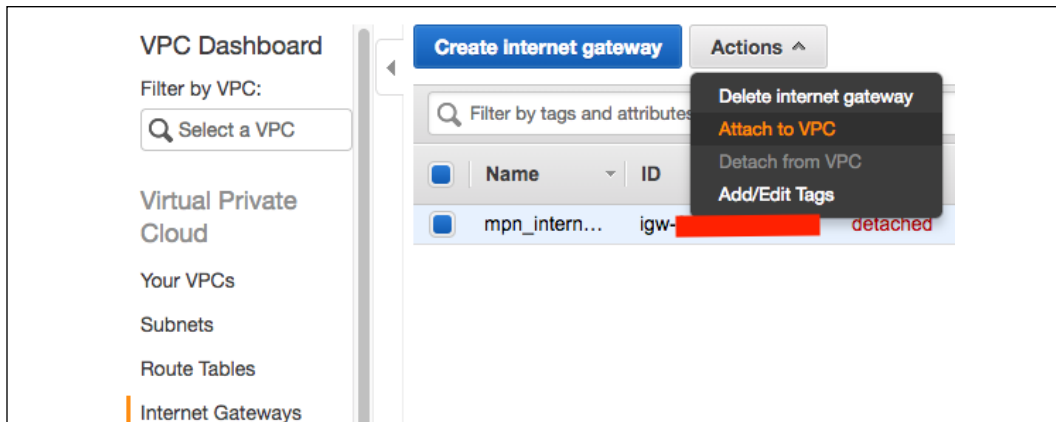 VPC Dashboard
Filter by VPC:
Select a VPC
Virtual Private
Cloud
Your VPCs
Subnets
Route Tables
Internet Gateways
Create internet gateway
Actions
Delete internet gateway
Attach to VPC
Detach from VPC
Add/Edit Tags
Filter by tags and attributes
Name
ID
mpn_intern...
igw-
detached